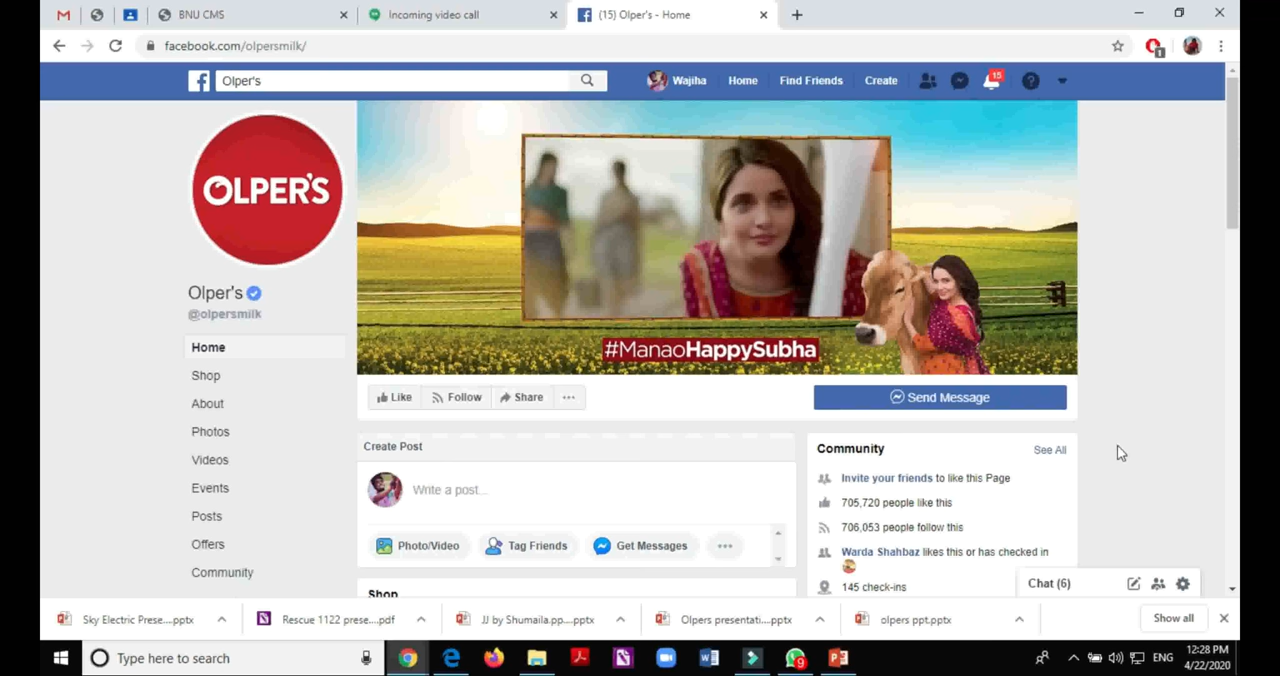 BNU CMS
Incoming video call
(15) Olper's - Home
facebook.com/olpersmilk/
Olper's
Wajiha
Home
Find Friends
Create
15
OLPER'S
Olper's
@olpersmilk
Home
Shop
About
Photos
Videos
Events
Posts
Offers
Community
#ManaoHappySubha
Like
Follow
Share
Send Message
Create Post
Write a post...
Photo/Video
Tag Friends
Get Messages
Shop
Community
See All
Invite your friends to like this Page
705,720 people like this
706,053 people follow this
Warda Shahbaz likes this or has checked in
145 check-ins
Chat (6)
Sky Electric Prese....pptx
Rescue 1122 prese....pdf
JJ by Shumaila.pp....pptx
Olpers presentati....pptx
olpers ppt.pptx
Show all
Type here to search
9
ENG
12:28 PM
4/22/2020